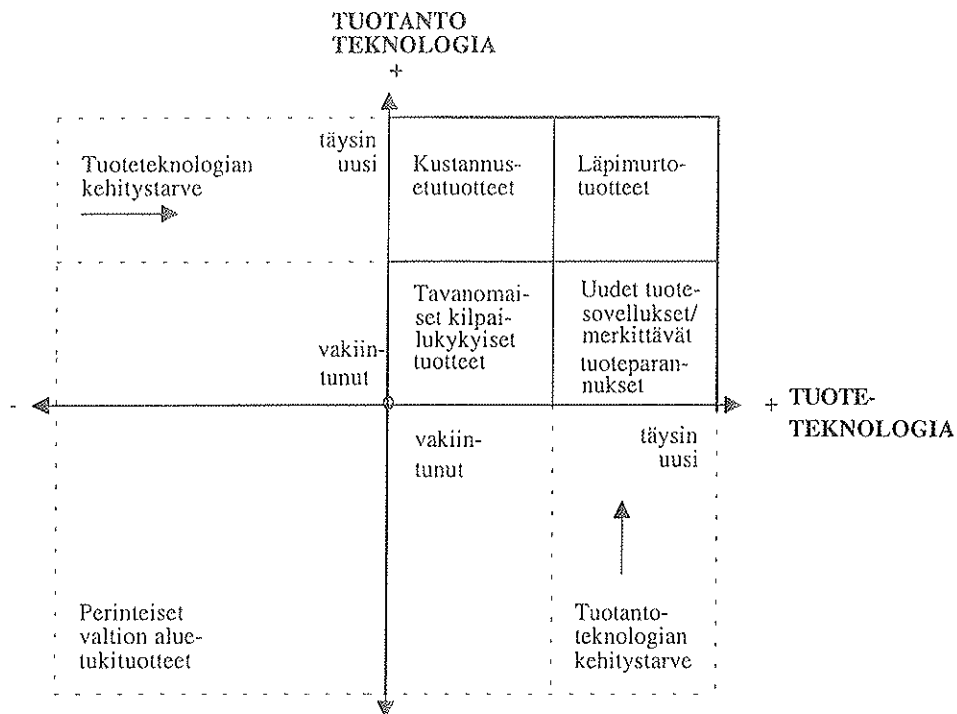 TUOTANTO
TEKNOLOGIA
+
Tuoteteknologian
kehitystarve
täysin
uusi
Kustannus-
etutuotteet
Läpimurto-
tuotteet
vakiin-
tunut
Tavanomai-
set kilpai-
lukykyiset
tuotteet
Uudet tuote-
sovellukset/
merkittävät
tuoteparan-
nukset
-
+ TUOTE-
TEKNOLOGIA
vakiin-
tunut
täysin
uusi
Perinteiset
valtion alue-
tukituotteet
Tuotanto-
teknologian
kehitystarve